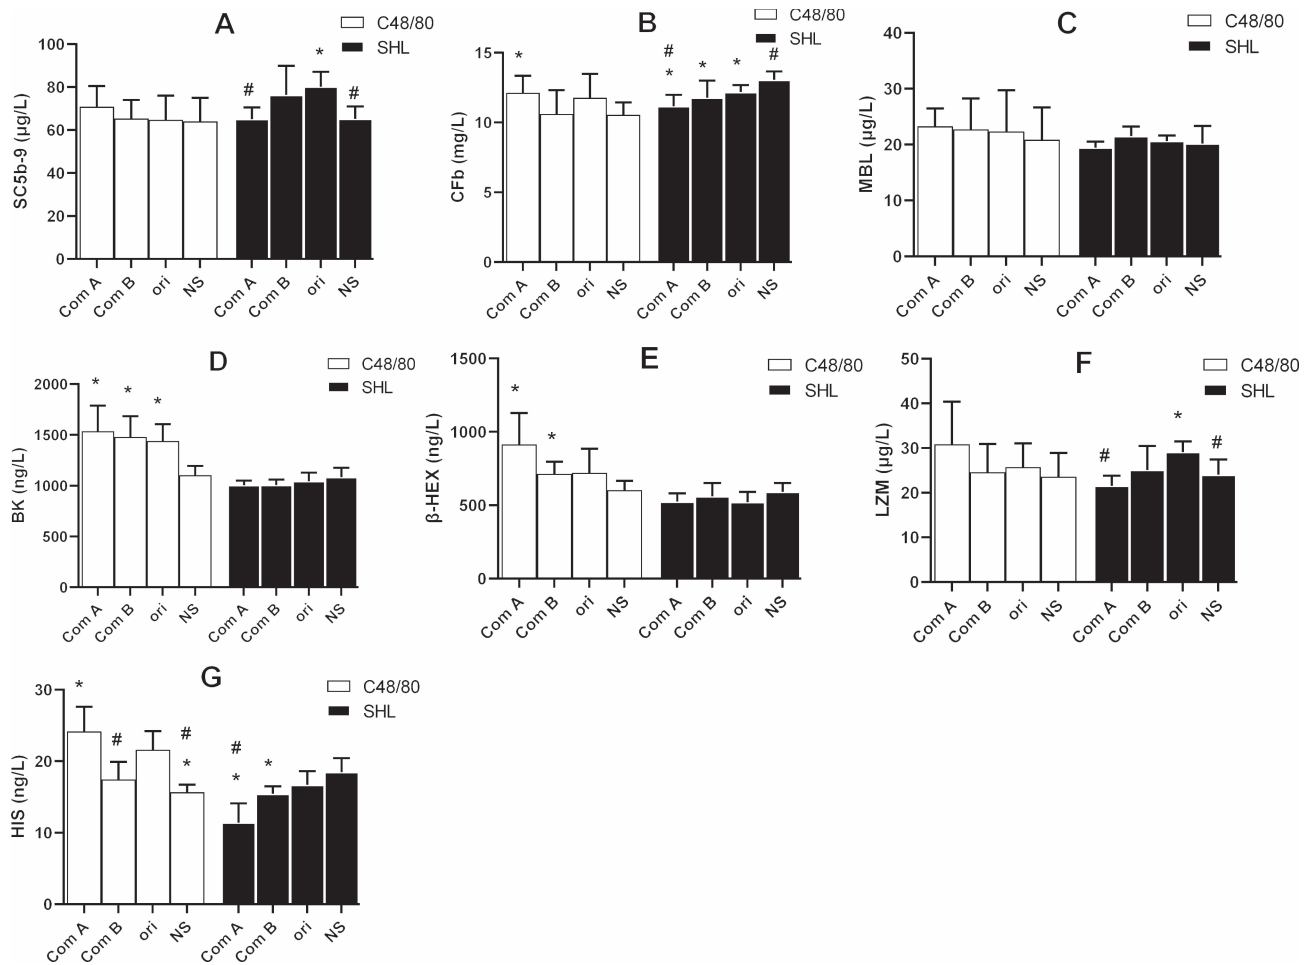 A
C48/80
SHL
SC5b-9 (µg/L)
100
80
60
40
20
0
# * #
Com A Com B ori NS Com A Com B ori NS
B
C48/80
SHL
CFb (mg/L)
15
10
5
0
* # * * * #
Com A Com B ori NS Com A Com B ori NS
C
C48/80
SHL
MBL (µg/L)
40
30
20
10
0
Com A Com B ori NS Com A Com B ori NS
D
C48/80
SHL
BK (ng/L)
2000
1500
1000
500
0
* * *
Com A Com B ori NS Com A Com B ori NS
E
C48/80
SHL
β-HEX (ng/L)
1500
1000
500
0
* *
Com A Com B ori NS Com A Com B ori NS
F
C48/80
SHL
LZM (µg/L)
50
40
30
20
10
0
# * #
Com A Com B ori NS Com A Com B ori NS
G
C48/80
SHL
HIS (ng/L)
30
20
10
0
* # # * # * *
Com A Com B ori NS Com A Com B ori NS